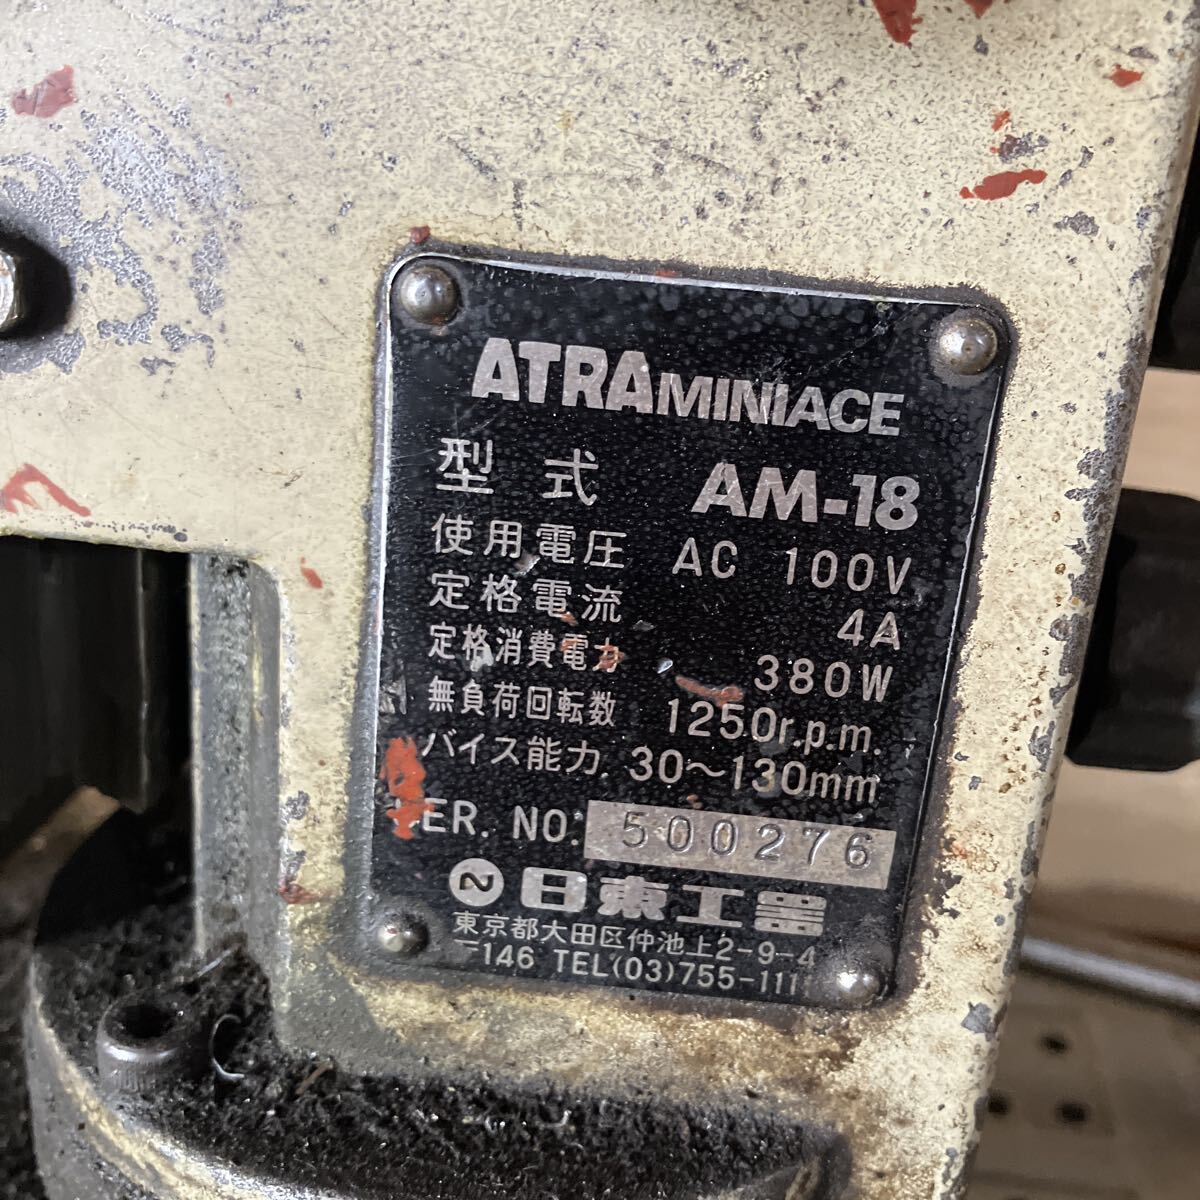 ATRAMINIACE
型式 AM-18
使用電圧 AC 100V
定格電流 4A
定格消費電力 380W
無負荷回転数 1250r.p.m.
バイス能力 30～130mm
ER. NO. 500276
日東工器
東京都大田区仲池上2-9-4
〒146 TEL(03)755-111